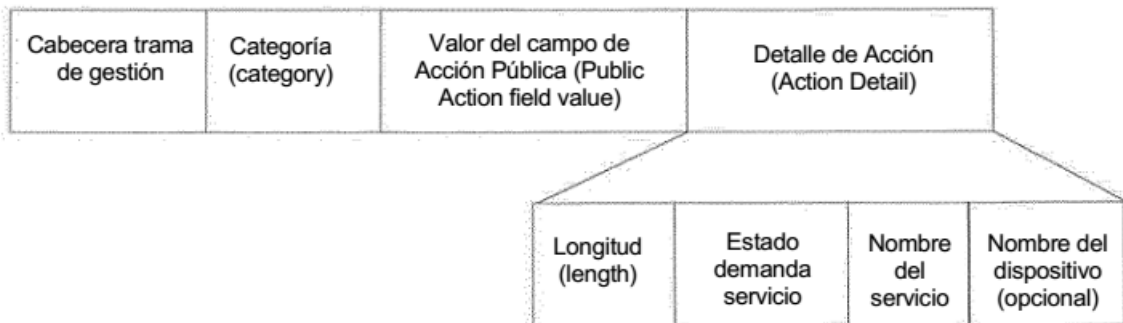 Cabecera trama
de gestión
Categoría
(category)
Valor del campo de
Acción Pública (Public
Action field value)
Detalle de Acción
(Action Detail)
Longitud
(length)
Estado
demanda
servicio
Nombre
del
servicio
Nombre del
dispositivo
(opcional)